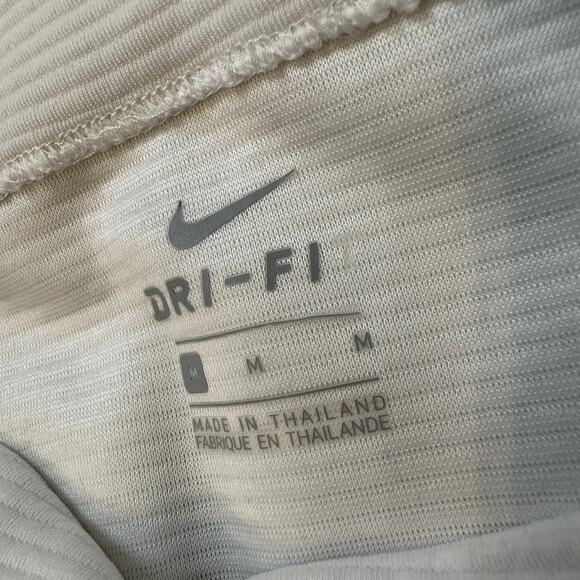 DRI-FI
M M M
MADE IN THAILAND
FABRIQUE EN THAILANDE